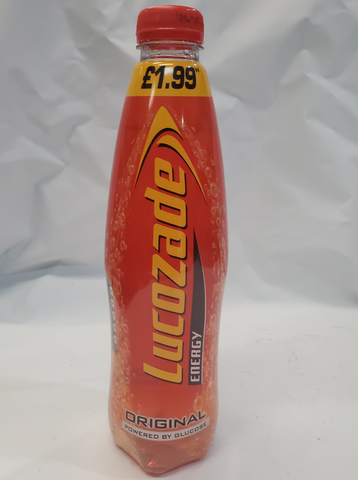 £1.99
Lucozade
ENERGY
ORIGINAL
POWERED BY GLUCOSE